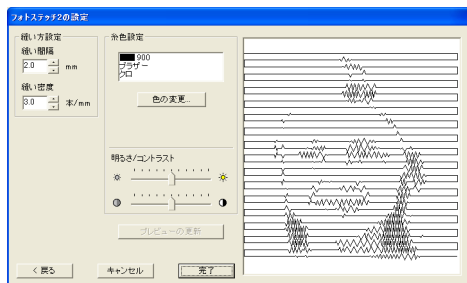 フォトステッチ2の設定
縫い方設定
縫い間隔
2.0 mm
縫い密度
3.0 本/mm
糸色設定
900
ブラザー
クロ
色の変更...
明るさ/コントラスト
プレビューの更新
< 戻る
キャンセル
完了